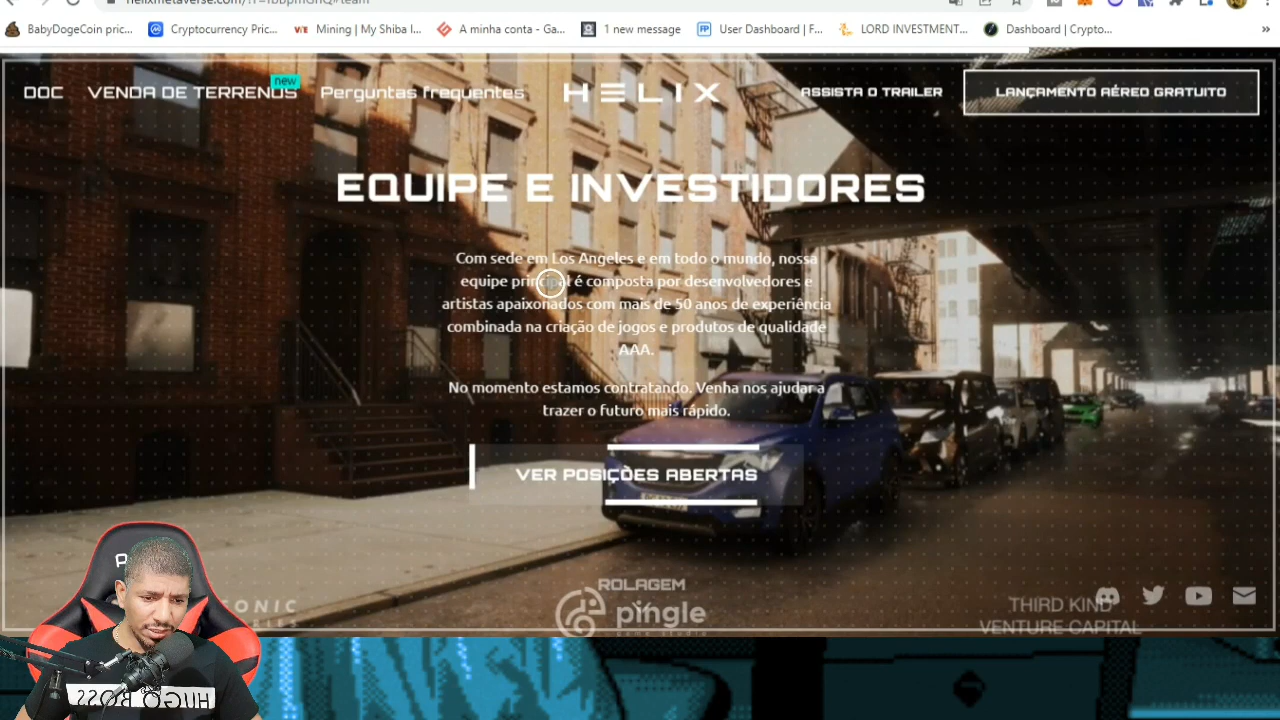 BabyDogeCoin pric...
Cryptocurrency Pric...
Mining | My Shiba I...
A minha conta - Ga...
1 new message
User Dashboard | F...
LORD INVESTMENT...
Dashboard | Crypto...
»
DOC
VENDA DE TERRENOS
new
Perguntas frequentes
HELIX
ASSISTA O TRAILER
LANÇAMENTO AÉREO GRATUITO
EQUIPE E INVESTIDORES
Com sede em Los Angeles e em todo o mundo, nossa
equipe principal é composta por desenvolvedores e
artistas apaixonados com mais de 50 anos de experiência
combinada na criação de jogos e produtos de qualidade
AAA.
No momento estamos contratando. Venha nos ajudar a
trazer o futuro mais rápido.
VER POSIÇÕES ABERTAS
ROLAGEM
pingle
THIRD KIND
VENTURE CAPITAL
HUGO BOSS